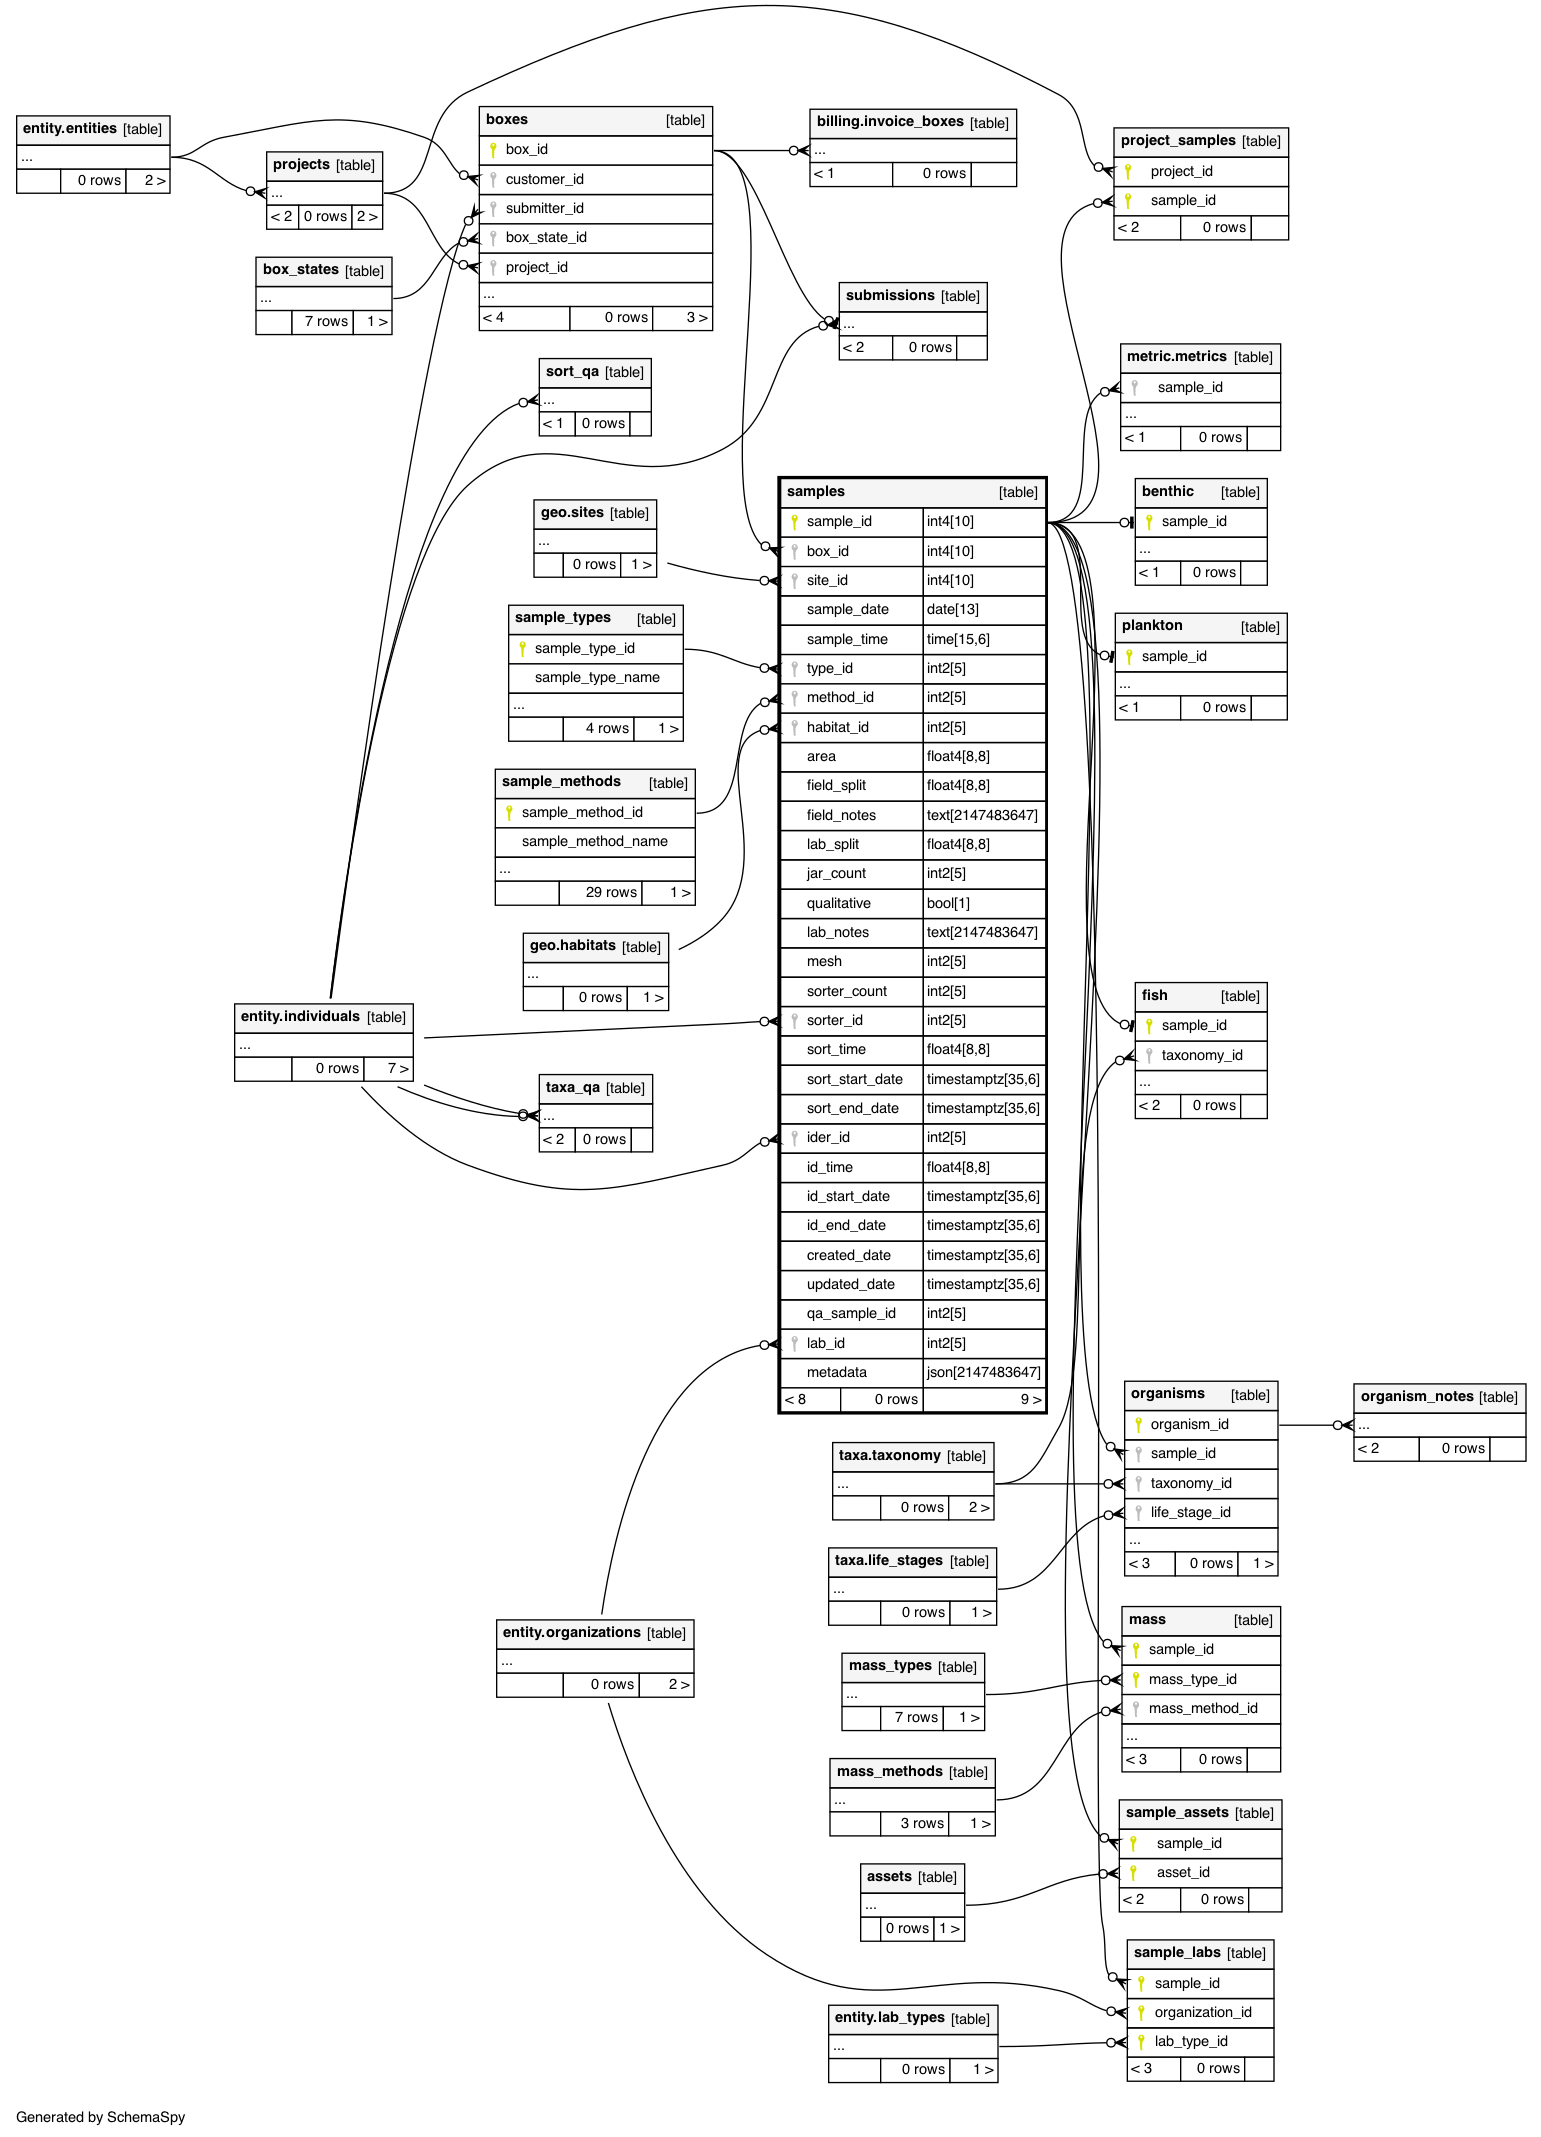 entity.entities [table]
...
0 rows 2 >
projects [table]
...
< 2 0 rows 2 >
box_states [table]
...
7 rows 1 >
boxes [table]
box_id
customer_id
submitter_id
box_state_id
project_id
...
< 4 0 rows 3 >
billing.invoice_boxes [table]
...
< 1 0 rows
project_samples [table]
project_id
sample_id
< 2 0 rows
submissions [table]
...
< 2 0 rows
sort_qa [table]
...
< 1 0 rows
metric.metrics [table]
sample_id
...
< 1 0 rows
geo.sites [table]
...
0 rows 1 >
sample_types [table]
sample_type_id
sample_type_name
...
4 rows 1 >
sample_methods [table]
sample_method_id
sample_method_name
...
29 rows 1 >
geo.habitats [table]
...
0 rows 1 >
entity.individuals [table]
...
0 rows 7 >
taxa_qa [table]
...
< 2 0 rows
samples [table]
sample_id int4[10]
box_id int4[10]
site_id int4[10]
sample_date date[13]
sample_time time[15,6]
type_id int2[5]
method_id int2[5]
habitat_id int2[5]
area float4[8,8]
field_split float4[8,8]
field_notes text[2147483647]
lab_split float4[8,8]
jar_count int2[5]
qualitative bool[1]
lab_notes text[2147483647]
mesh int2[5]
sorter_count int2[5]
sorter_id int2[5]
sort_time float4[8,8]
sort_start_date timestamptz[35,6]
sort_end_date timestamptz[35,6]
ider_id int2[5]
id_time float4[8,8]
id_start_date timestamptz[35,6]
id_end_date timestamptz[35,6]
created_date timestamptz[35,6]
updated_date timestamptz[35,6]
qa_sample_id int2[5]
lab_id int2[5]
metadata json[2147483647]
< 8 0 rows 9 >
benthic [table]
sample_id
...
< 1 0 rows
plankton [table]
sample_id
...
< 1 0 rows
fish [table]
sample_id
taxonomy_id
...
< 2 0 rows
organisms [table]
organism_id
sample_id
taxonomy_id
life_stage_id
...
< 3 0 rows 1 >
organism_notes [table]
...
< 2 0 rows
taxa.taxonomy [table]
...
0 rows 2 >
taxa.life_stages [table]
...
0 rows 1 >
entity.organizations [table]
...
0 rows 2 >
mass [table]
sample_id
mass_type_id
mass_method_id
...
< 3 0 rows
mass_types [table]
...
7 rows 1 >
mass_methods [table]
...
3 rows 1 >
sample_assets [table]
sample_id
asset_id
< 2 0 rows
assets [table]
...
0 rows 1 >
sample_labs [table]
sample_id
organization_id
lab_type_id
< 3 0 rows
entity.lab_types [table]
...
0 rows 1 >
Generated by SchemaSpy